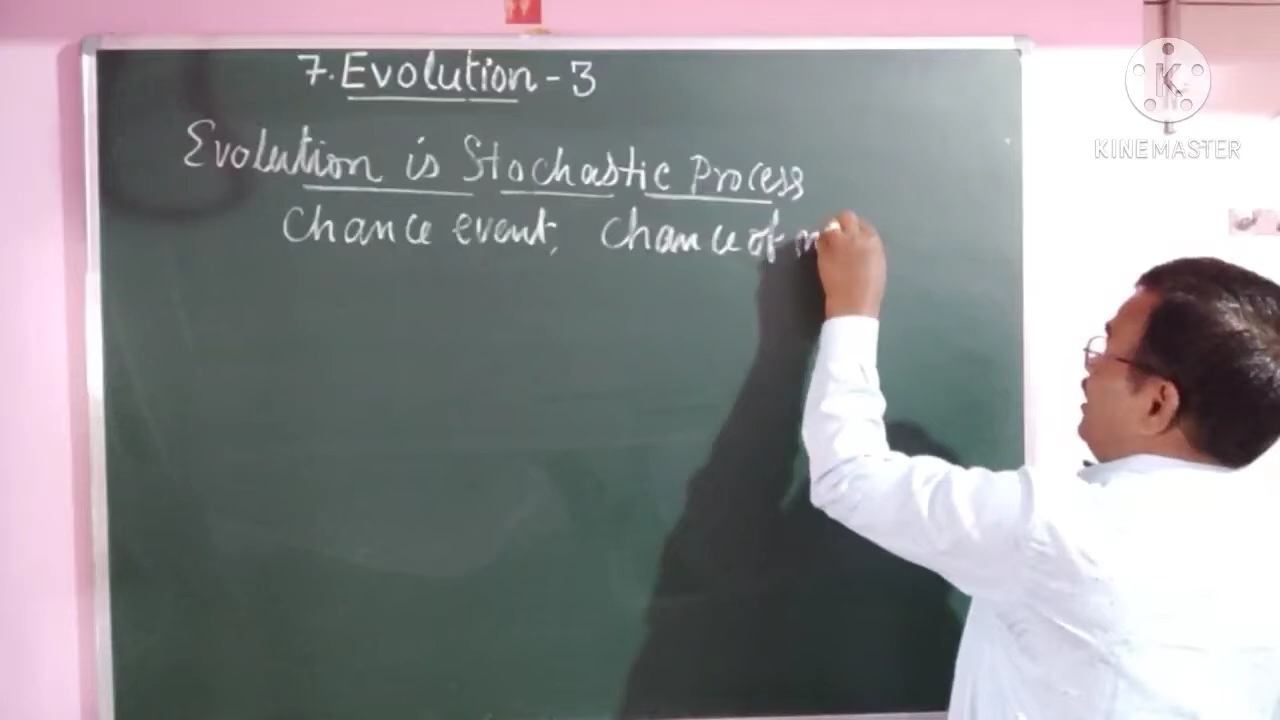 7. Evolution - 3
Evolution is Stochastic Process
Chance event, Chance of
KINEMASTER